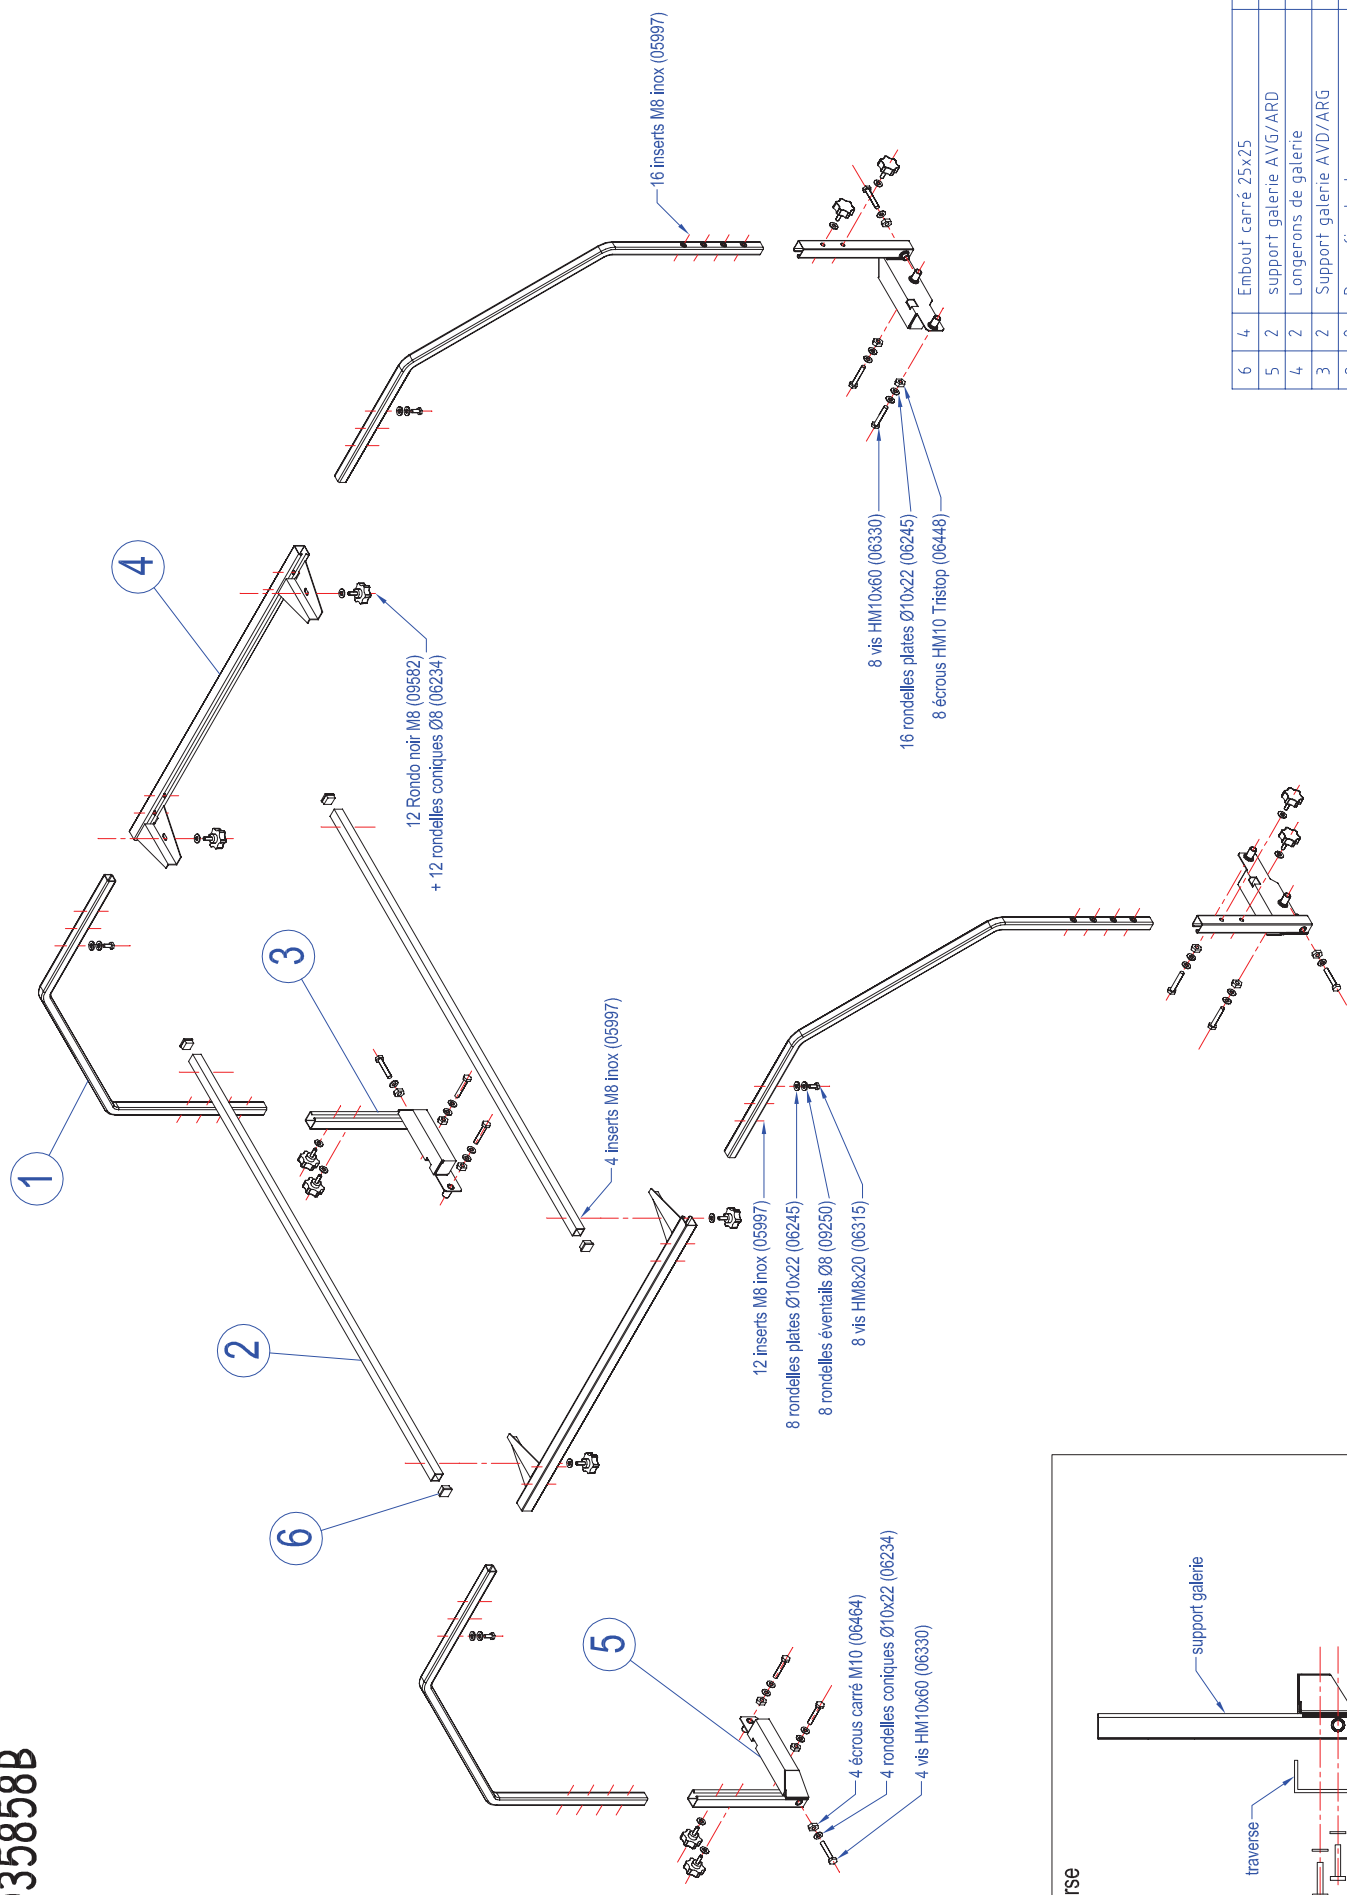 35858B
1
2
3
4
5
6
16 inserts M8 inox (05997)
12 Rondo noir M8 (09582)
+ 12 rondelles coniques Ø8 (06234)
8 vis HM10x60 (06330)
16 rondelles plates Ø10x22 (06245)
8 écrous HM10 Tristop (06448)
4 inserts M8 inox (05997)
12 inserts M8 inox (05997)
8 rondelles plates Ø10x22 (06245)
8 rondelles éventails Ø8 (09250)
8 vis HM8x20 (06315)
4 écrous carré M10 (06464)
4 rondelles coniques Ø10x22 (06234)
4 vis HM10x60 (06330)
support galerie
traverse
rse
6 4 Embout carré 25x25
5 2 support galerie AVG/ARD
4 2 Longerons de galerie
3 2 Support galerie AVD/ARG